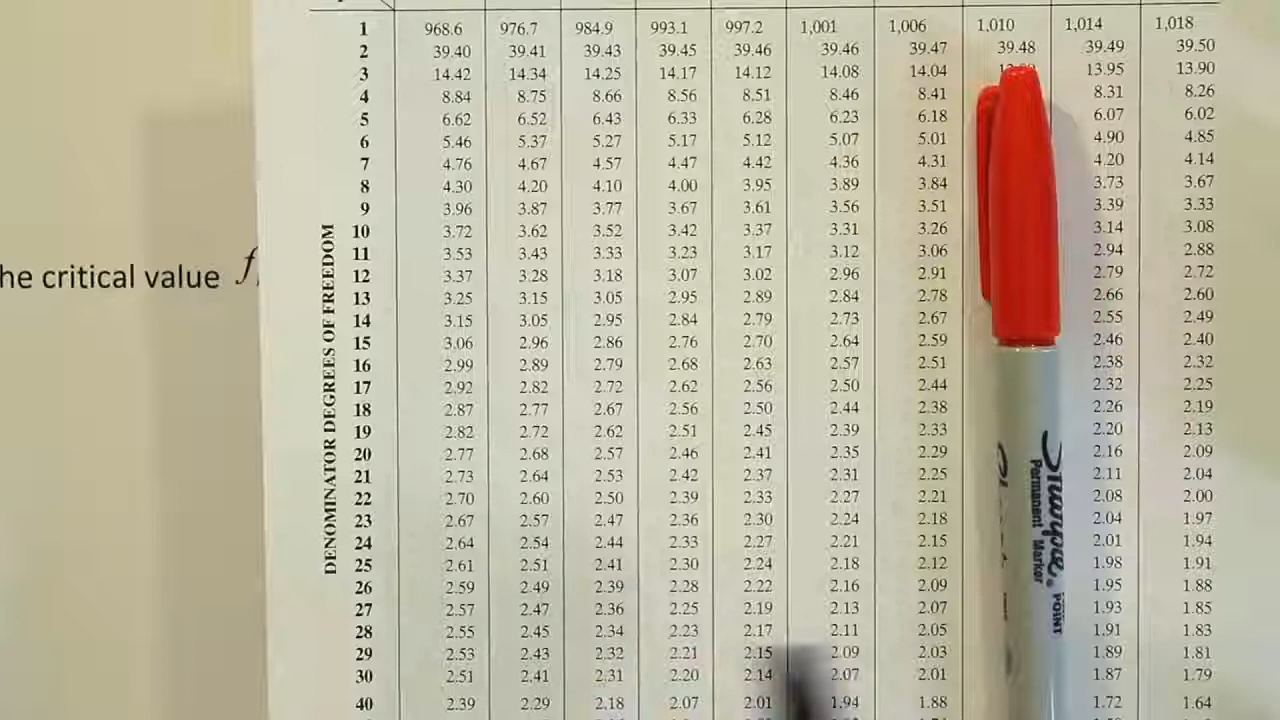 1 968.6 976.7 984.9 993.1 997.2 1,001 1,006 1,010 1,014 1,018
2 39.40 39.41 39.43 39.45 39.46 39.46 39.47 39.48 39.49 39.50
3 14.42 14.34 14.25 14.17 14.12 14.08 14.04 13.95 13.90
4 8.84 8.75 8.66 8.56 8.51 8.46 8.41 8.31 8.26
5 6.62 6.52 6.43 6.33 6.28 6.23 6.18 6.07 6.02
6 5.46 5.37 5.27 5.17 5.12 5.07 5.01 4.90 4.85
7 4.76 4.67 4.57 4.47 4.42 4.36 4.31 4.20 4.14
8 4.30 4.20 4.10 4.00 3.95 3.89 3.84 3.73 3.67
9 3.96 3.87 3.77 3.67 3.61 3.56 3.51 3.39 3.33
10 3.72 3.62 3.52 3.42 3.37 3.31 3.26 3.14 3.08
11 3.53 3.43 3.33 3.23 3.17 3.12 3.06 2.94 2.88
he critical value f
12 3.37 3.28 3.18 3.07 3.02 2.96 2.91 2.79 2.72
13 3.25 3.15 3.05 2.95 2.89 2.84 2.78 2.66 2.60
14 3.15 3.05 2.95 2.84 2.79 2.73 2.67 2.55 2.49
15 3.06 2.96 2.86 2.76 2.70 2.64 2.59 2.46 2.40
16 2.99 2.89 2.79 2.68 2.63 2.57 2.51 2.38 2.32
17 2.92 2.82 2.72 2.62 2.56 2.50 2.44 2.32 2.25
18 2.87 2.77 2.67 2.56 2.50 2.44 2.38 2.26 2.19
19 2.82 2.72 2.62 2.51 2.45 2.39 2.33 2.20 2.13
20 2.77 2.68 2.57 2.46 2.41 2.35 2.29 2.16 2.09
21 2.73 2.64 2.53 2.42 2.37 2.31 2.25 2.11 2.04
22 2.70 2.60 2.50 2.39 2.33 2.27 2.21 2.08 2.00
23 2.67 2.57 2.47 2.36 2.30 2.24 2.18 2.04 1.97
24 2.64 2.54 2.44 2.33 2.27 2.21 2.15 2.01 1.94
25 2.61 2.51 2.41 2.30 2.24 2.18 2.12 1.98 1.91
26 2.59 2.49 2.39 2.28 2.22 2.16 2.09 1.95 1.88
27 2.57 2.47 2.36 2.25 2.19 2.13 2.07 1.93 1.85
28 2.55 2.45 2.34 2.23 2.17 2.11 2.05 1.91 1.83
29 2.53 2.43 2.32 2.21 2.15 2.09 2.03 1.89 1.81
30 2.51 2.41 2.31 2.20 2.14 2.07 2.01 1.87 1.79
40 2.39 2.29 2.18 2.07 2.01 1.94 1.88 1.72 1.64
DENOMINATOR DEGREES OF FREEDOM
Sharpie
Permanent Marker
POINT